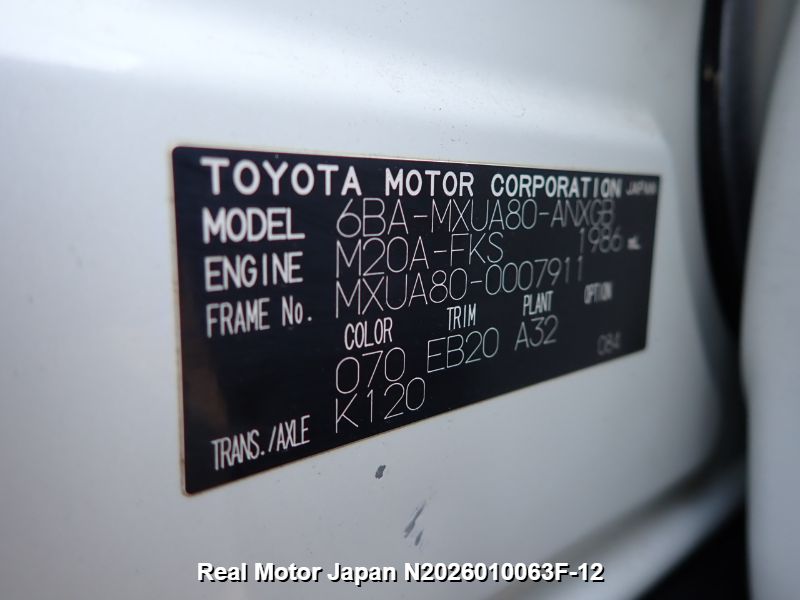 TOYOTA MOTOR CORPORATION JAPAN
MODEL 6BA-MXUA80-ANXGB
ENGINE M20A-FKS 1986 mL
FRAME No. MXUA80-0007911
COLOR TRIM PLANT OPTION
070 EB20 A32 084
TRANS./AXLE K120
Real Motor Japan N2026010063F-12